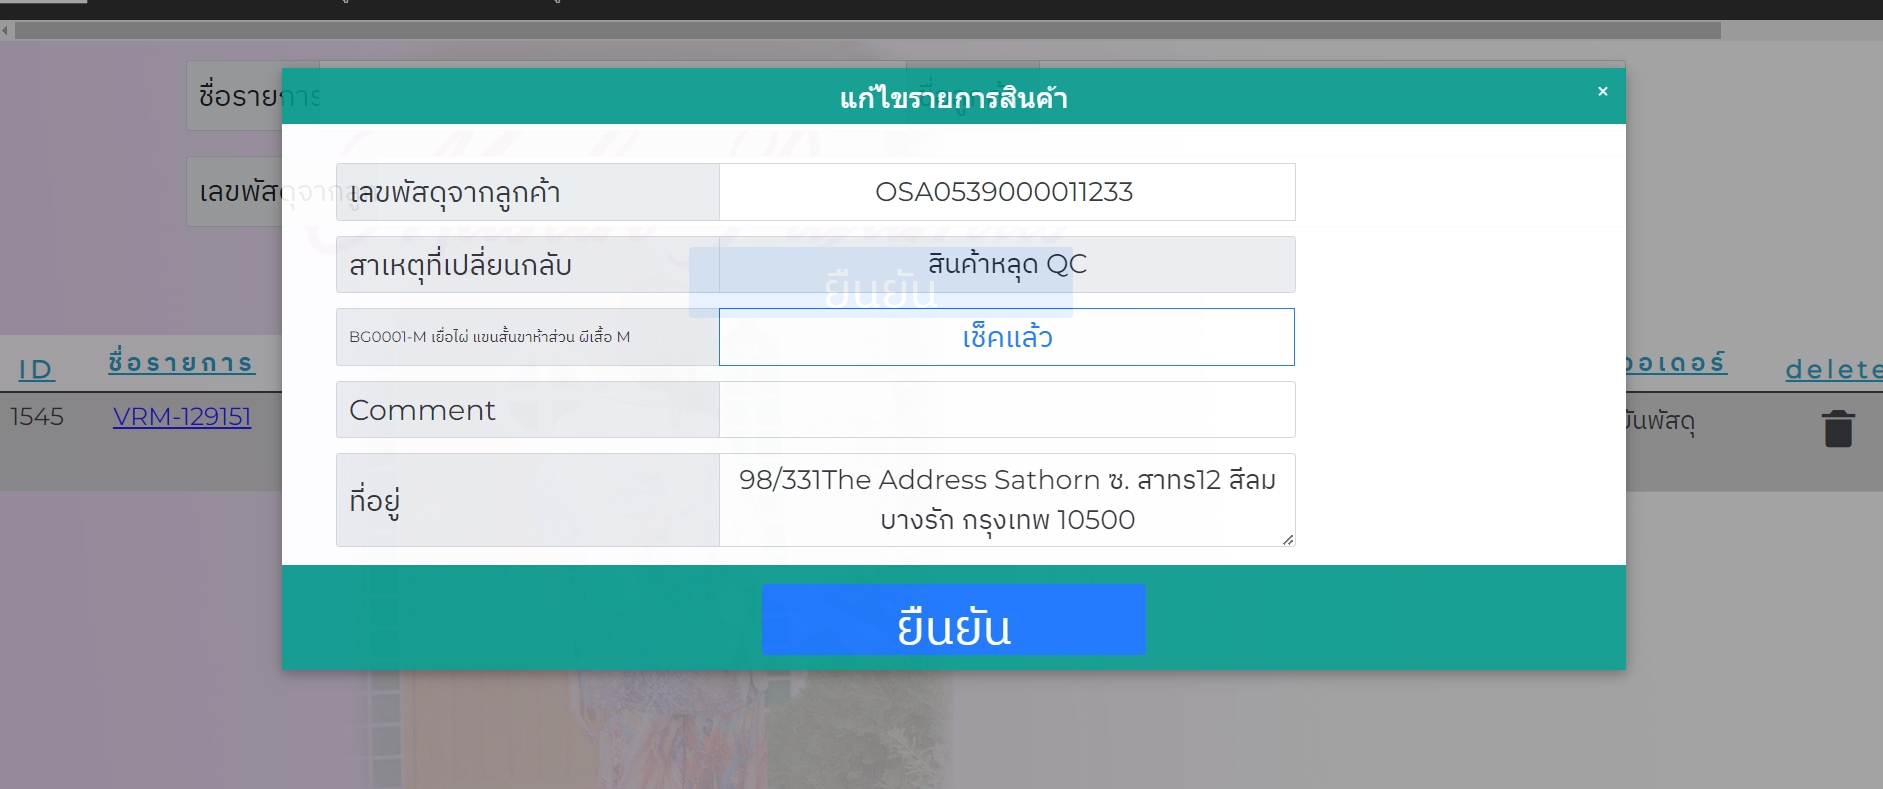 ชื่อรายการ
แก้ไขรายการสินค้า
×
เลขพัสดุจากลูก
เลขพัสดุจากลูกค้า
OSA0539000011233
สาเหตุที่เปลี่ยนกลับ
สินค้าหลุด QC
ยืนยัน
BG0001-M เยื่อไผ่ แขนสั้นขาห้าส่วน ผีเสื้อ M
เช็คแล้ว
ID
ชื่อรายการ
delete
1545
VRM-129151
Comment
ที่อยู่
98/331The Address Sathorn ซ. สาทร12 สีลม
บางรัก กรุงเทพ 10500
ยืนยัน